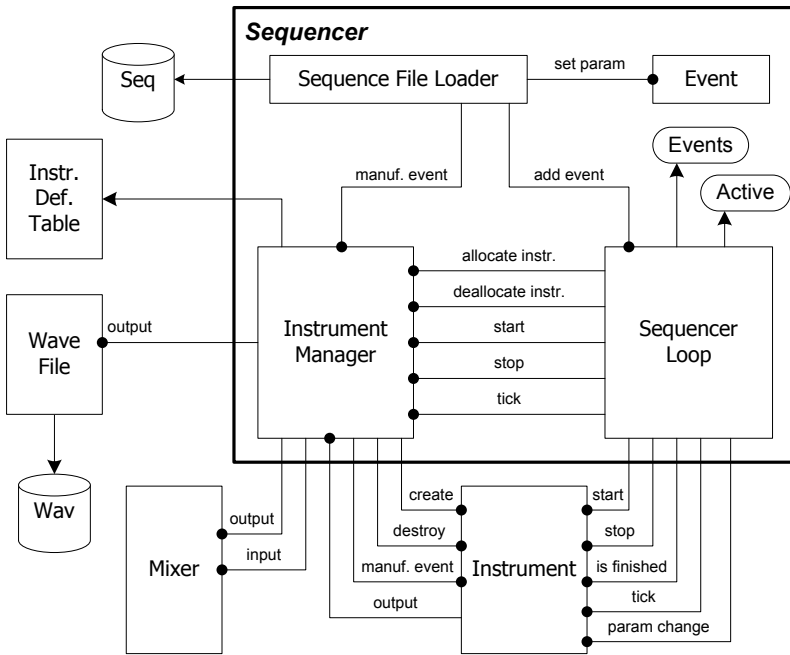 Sequencer
Seq
Sequence File Loader
set param
Event
Instr.
Def.
Table
manuf. event
add event
Events
Active
allocate instr.
deallocate instr.
start
stop
tick
Instrument
Manager
Sequencer
Loop
Wave
File
output
Wav
Mixer
output
input
create
destroy
manuf. event
output
Instrument
start
stop
is finished
tick
param change